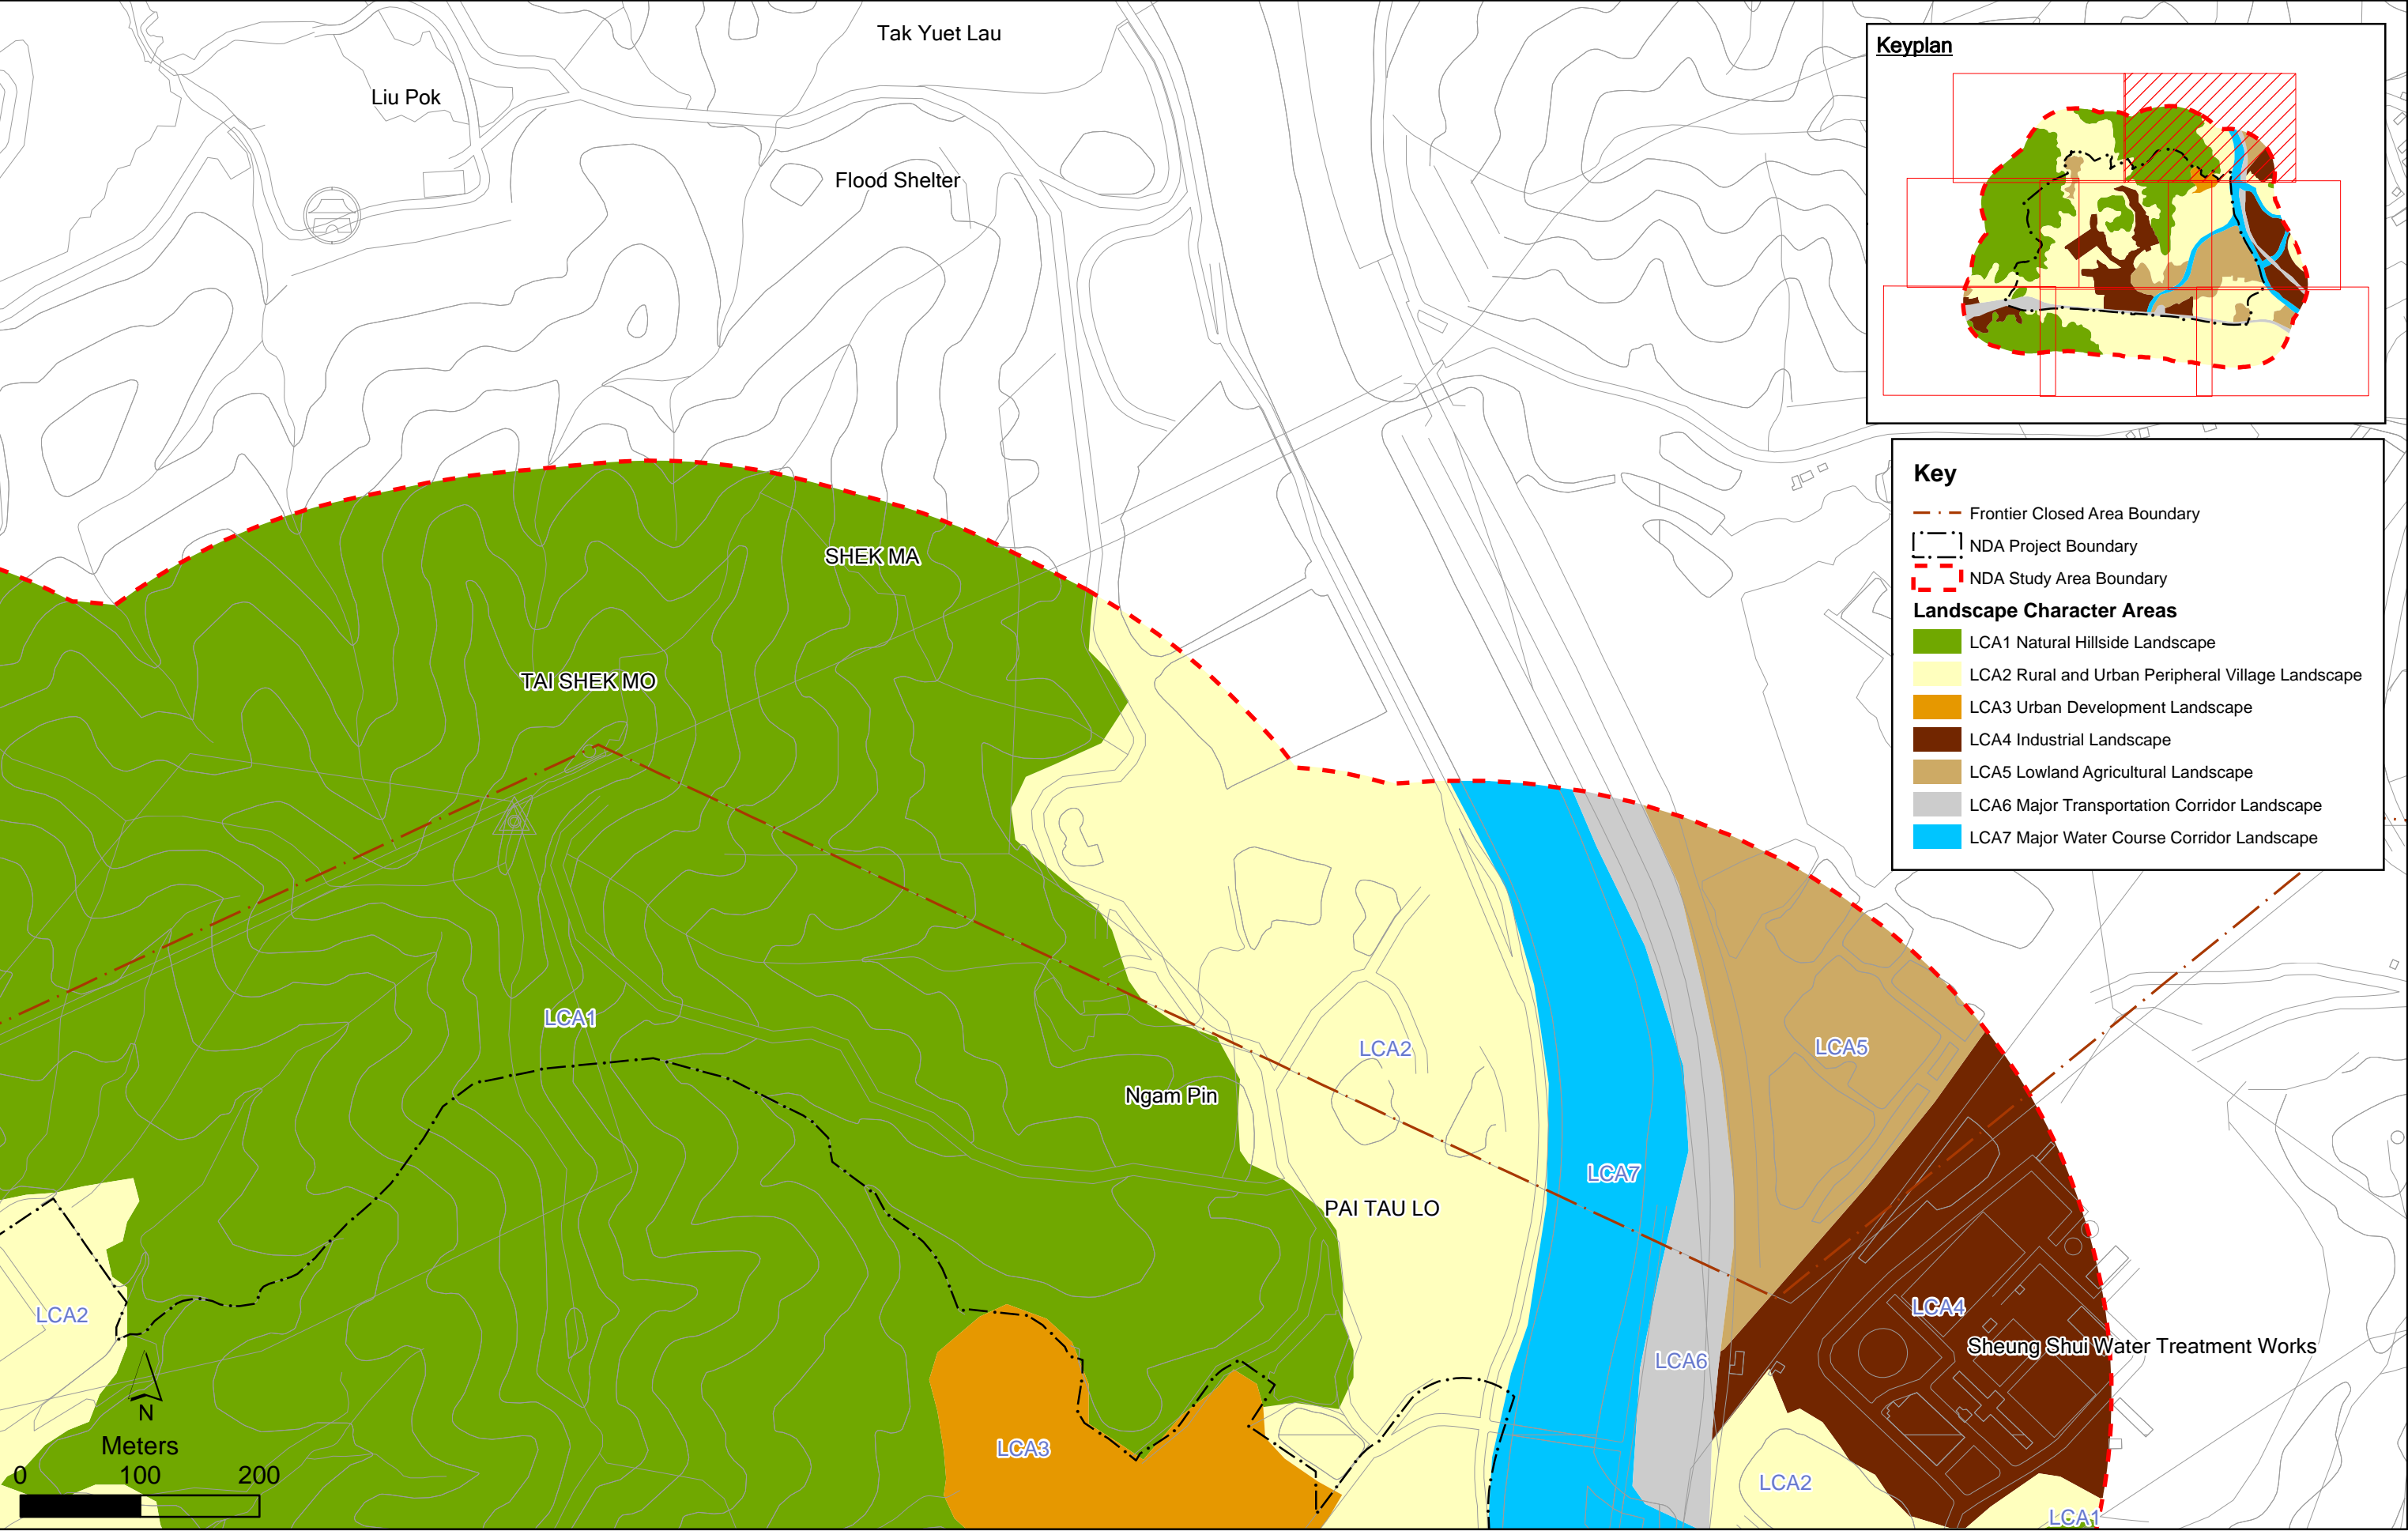 Tak Yuet Lau
Liu Pok
Flood Shelter
Keyplan
Key
Frontier Closed Area Boundary
NDA Project Boundary
NDA Study Area Boundary
Landscape Character Areas
LCA1 Natural Hillside Landscape
LCA2 Rural and Urban Peripheral Village Landscape
LCA3 Urban Development Landscape
LCA4 Industrial Landscape
LCA5 Lowland Agricultural Landscape
LCA6 Major Transportation Corridor Landscape
LCA7 Major Water Course Corridor Landscape
SHEK MA
TAI SHEK MO
LCA1
LCA2
LCA5
Ngam Pin
LCA7
PAI TAU LO
LCA2
LCA4
Sheung Shui Water Treatment Works
LCA6
N
Meters
0 100 200
LCA3
LCA2
LCA1